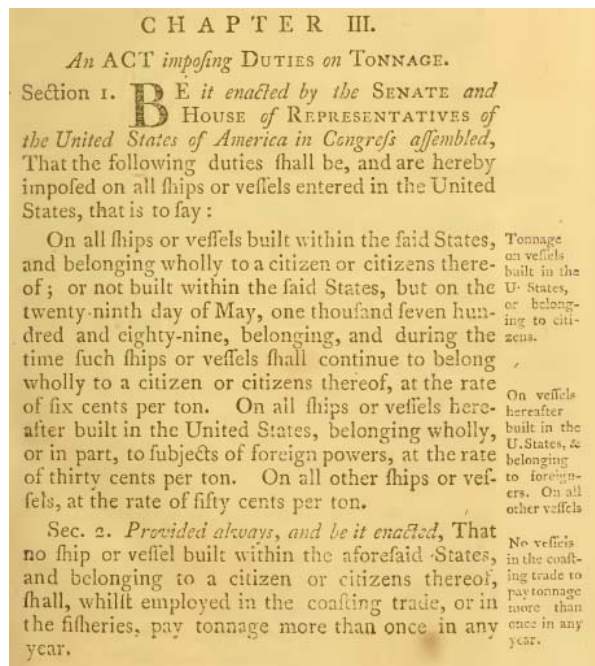 CHAPTER III.
An ACT impoſing DUTIES on TONNAGE.
Section 1. BE it enacted by the SENATE and
HOUSE of REPRESENTATIVES of
the United States of America in Congreſs aſſembled,
That the following duties ſhall be, and are hereby
impoſed on all ſhips or veſſels entered in the United
States, that is to ſay :
On all ſhips or veſſels built within the ſaid States,
and belonging wholly to a citizen or citizens there-
of; or not built within the ſaid States, but on the
twenty-ninth day of May, one thouſand ſeven hun-
dred and eighty-nine, belonging, and during the
time ſuch ſhips or veſſels ſhall continue to belong
wholly to a citizen or citizens thereof, at the rate
of ſix cents per ton. On all ſhips or veſſels here-
after built in the United States, belonging wholly,
or in part, to ſubjects of foreign powers, at the rate
of thirty cents per ton. On all other ſhips or veſ-
ſels, at the rate of fifty cents per ton.
Tonnage
on veſſels
built in the
U. States,
or belong-
ing to citi-
zens.
On veſſels
hereafter
built in the
U.States, &
belonging
to foreign-
ers. On all
other veſſels
Sec. 2. Provided always, and be it enacted, That
no ſhip or veſſel built within the aforeſaid States,
and belonging to a citizen or citizens thereof,
ſhall, whilſt employed in the coaſting trade, or in
the fiſheries, pay tonnage more than once in any
year.
No veſſels
in the coaſt-
ing trade to
pay tonnage
more than
once in any
year.